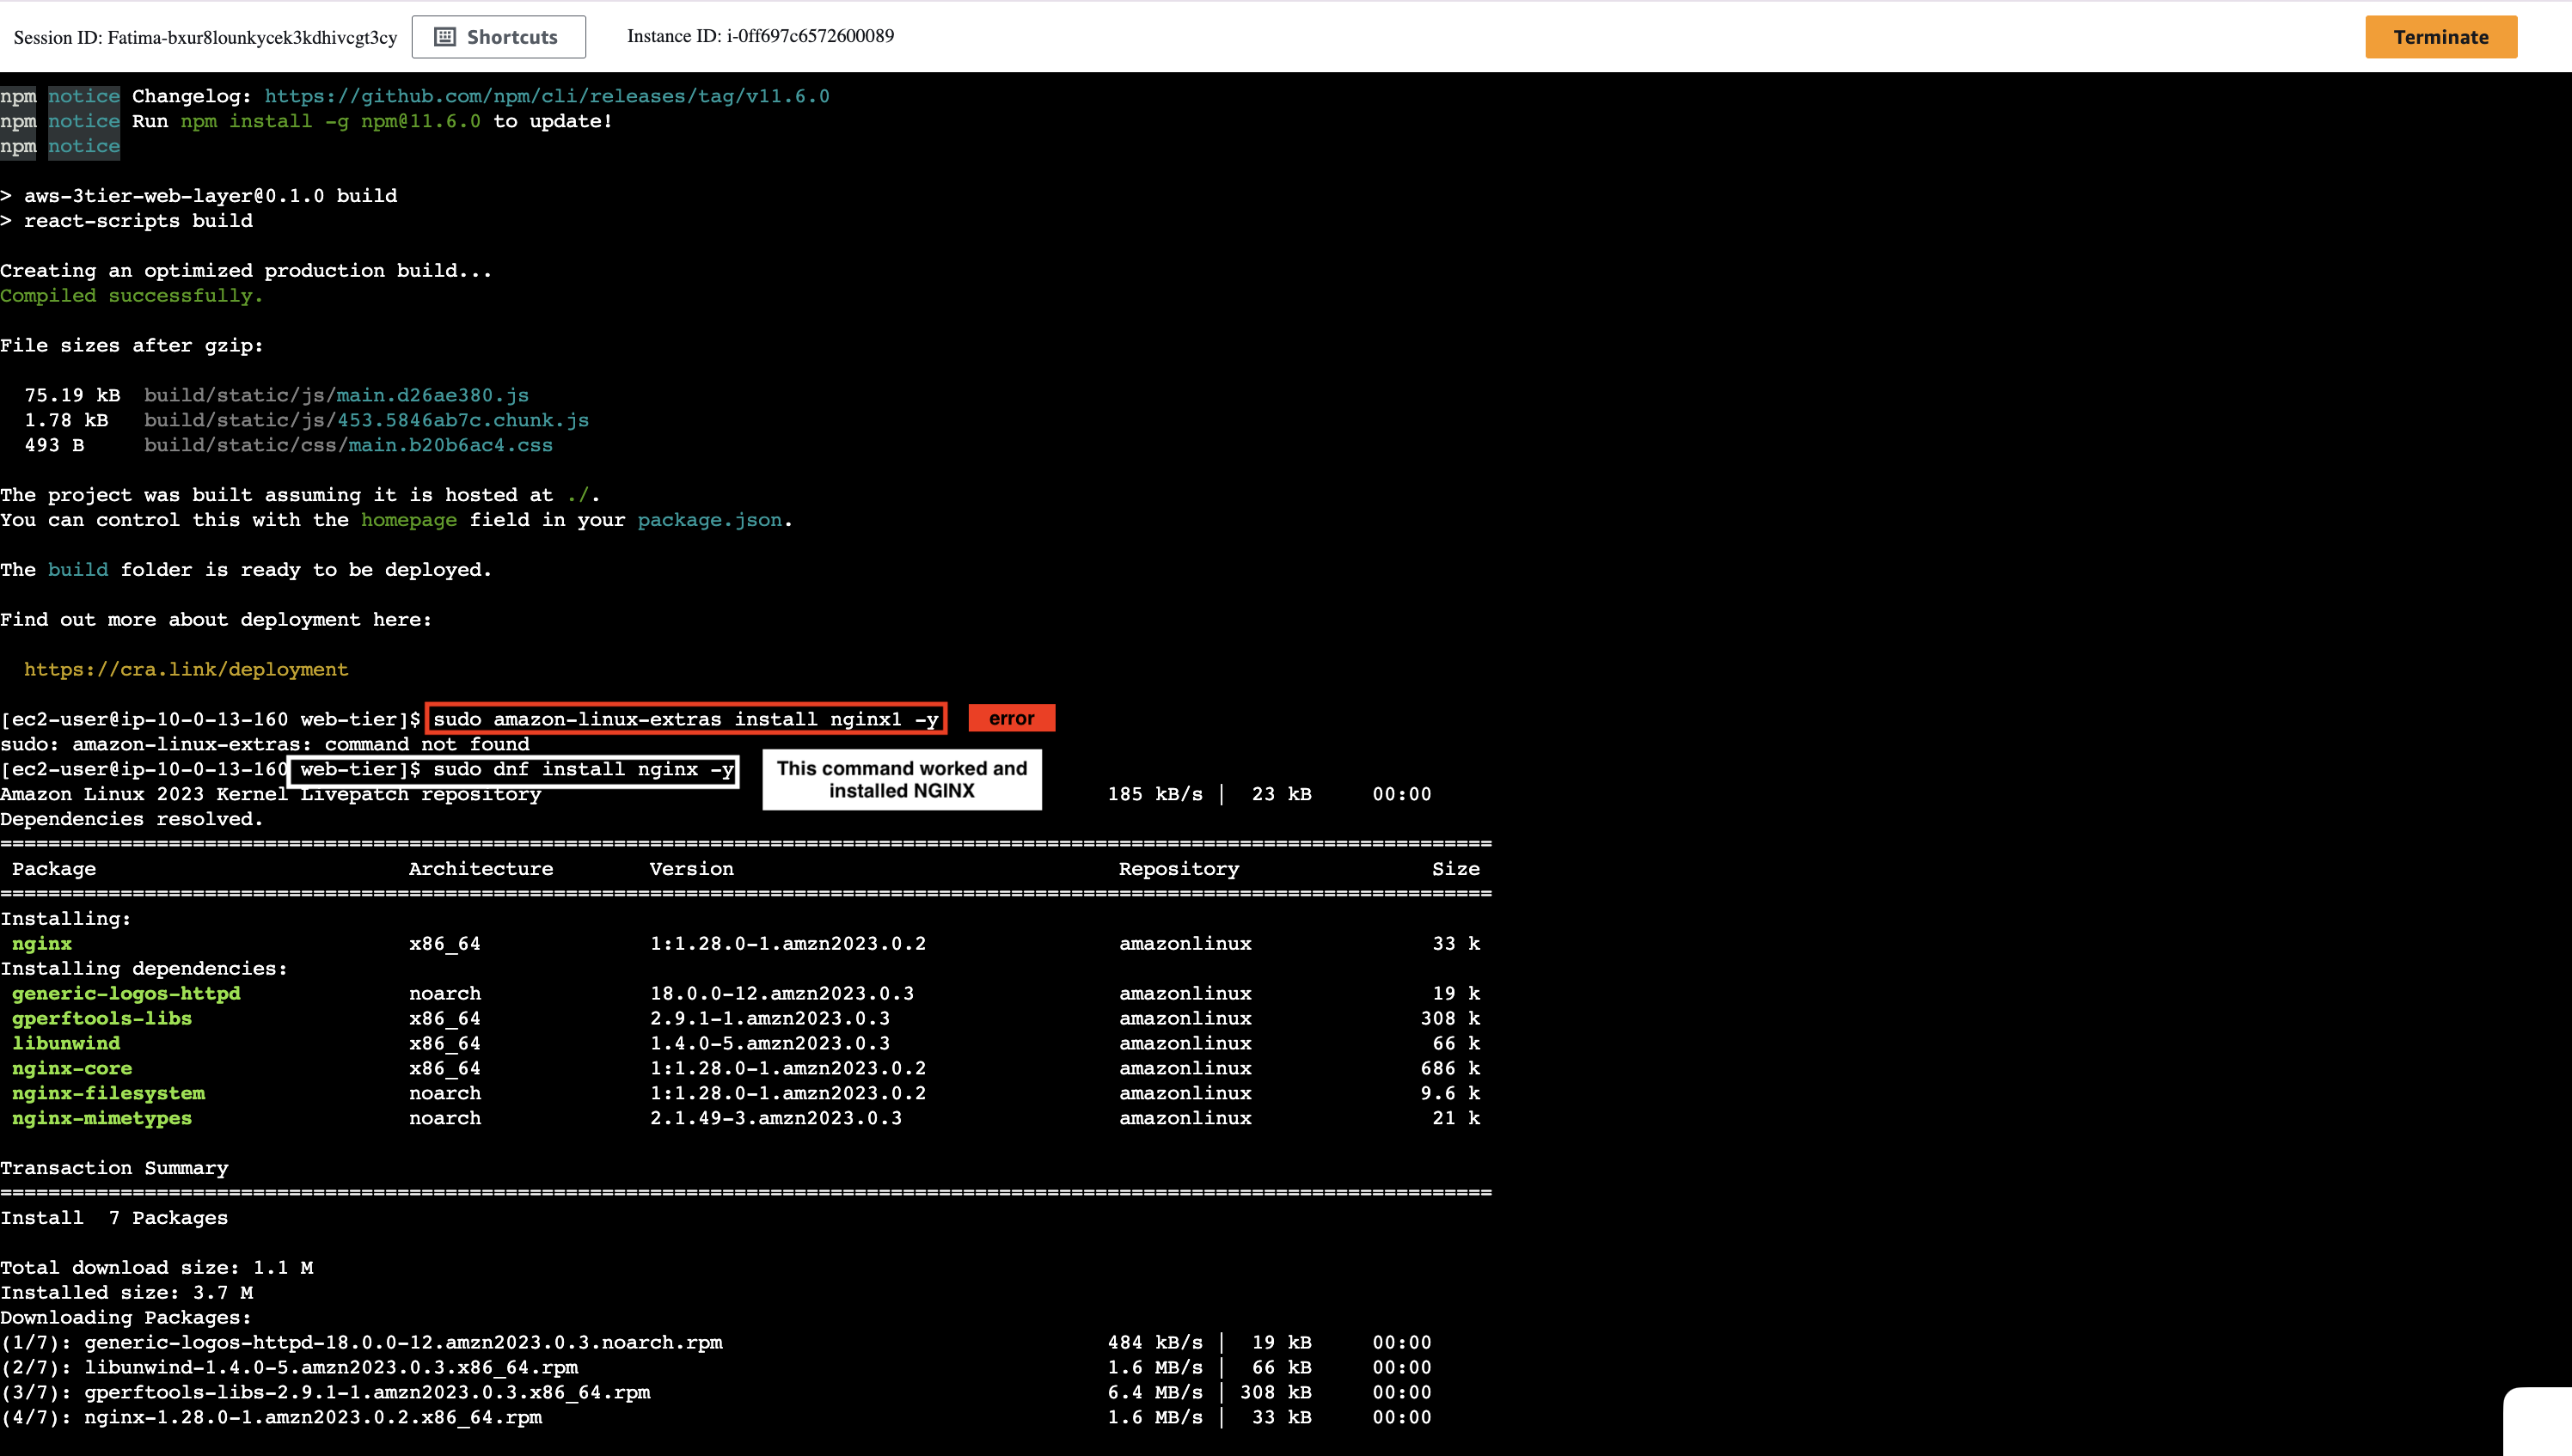 Session ID: Fatima-bxur8lounkycek3kdhivcgt3cy Shortcuts Instance ID: i-0ff697c6572600089 Terminate
npm notice Changelog: https://github.com/npm/cli/releases/tag/v11.6.0
npm notice Run npm install -g npm@11.6.0 to update!
npm notice
> aws-3tier-web-layer@0.1.0 build
> react-scripts build
Creating an optimized production build...
Compiled successfully.
File sizes after gzip:
75.19 kB build/static/js/main.d26ae380.js
1.78 kB build/static/js/453.5846ab7c.chunk.js
493 B build/static/css/main.b20b6ac4.css
The project was built assuming it is hosted at ./.
You can control this with the homepage field in your package.json.
The build folder is ready to be deployed.
Find out more about deployment here:
https://cra.link/deployment
[ec2-user@ip-10-0-13-160 web-tier]$ sudo amazon-linux-extras install nginx1 -y error
sudo: amazon-linux-extras: command not found
[ec2-user@ip-10-0-13-160 web-tier]$ sudo dnf install nginx -y
This command worked and
installed NGINX
Amazon Linux 2023 Kernel Livepatch repository 185 kB/s | 23 kB 00:00
Dependencies resolved.
============================================================================================================================
Package Architecture Version Repository Size
============================================================================================================================
Installing:
nginx x86_64 1:1.28.0-1.amzn2023.0.2 amazonlinux 33 k
Installing dependencies:
generic-logos-httpd noarch 18.0.0-12.amzn2023.0.3 amazonlinux 19 k
gperftools-libs x86_64 2.9.1-1.amzn2023.0.3 amazonlinux 308 k
libunwind x86_64 1.4.0-5.amzn2023.0.3 amazonlinux 66 k
nginx-core x86_64 1:1.28.0-1.amzn2023.0.2 amazonlinux 686 k
nginx-filesystem noarch 1:1.28.0-1.amzn2023.0.2 amazonlinux 9.6 k
nginx-mimetypes noarch 2.1.49-3.amzn2023.0.3 amazonlinux 21 k
Transaction Summary
============================================================================================================================
Install 7 Packages
Total download size: 1.1 M
Installed size: 3.7 M
Downloading Packages:
(1/7): generic-logos-httpd-18.0.0-12.amzn2023.0.3.noarch.rpm 484 kB/s | 19 kB 00:00
(2/7): libunwind-1.4.0-5.amzn2023.0.3.x86_64.rpm 1.6 MB/s | 66 kB 00:00
(3/7): gperftools-libs-2.9.1-1.amzn2023.0.3.x86_64.rpm 6.4 MB/s | 308 kB 00:00
(4/7): nginx-1.28.0-1.amzn2023.0.2.x86_64.rpm 1.6 MB/s | 33 kB 00:00